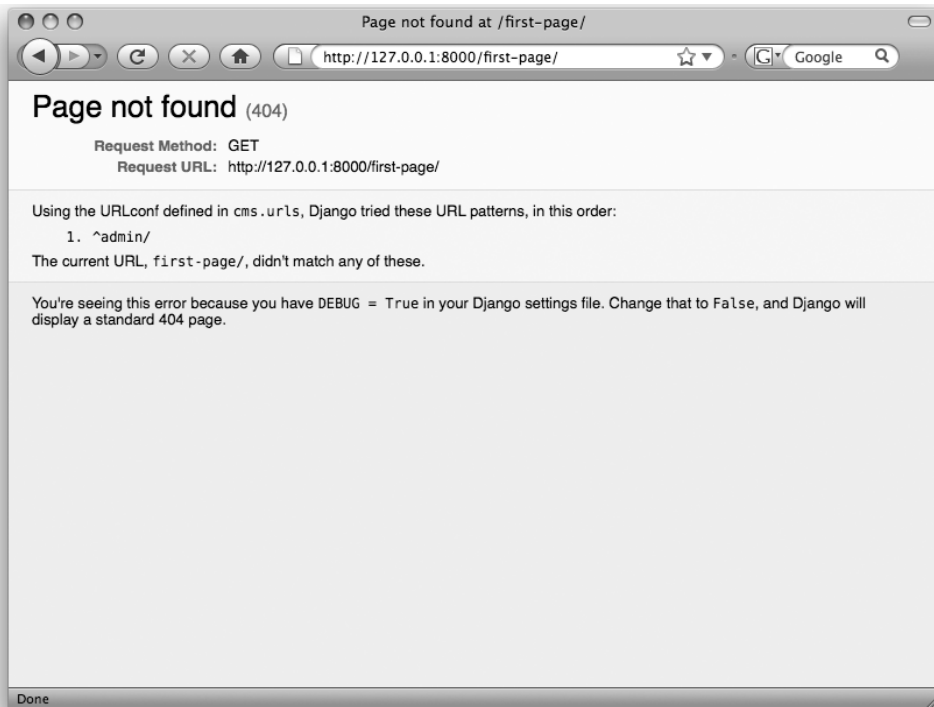 Page not found at /first-page/
http://127.0.0.1:8000/first-page/
G
Google
Page not found (404)
Request Method: GET
Request URL: http://127.0.0.1:8000/first-page/
Using the URLconf defined in cms.urls, Django tried these URL patterns, in this order:
1. ^admin/
The current URL, first-page/, didn't match any of these.
You're seeing this error because you have DEBUG = True in your Django settings file. Change that to False, and Django will
display a standard 404 page.
Done